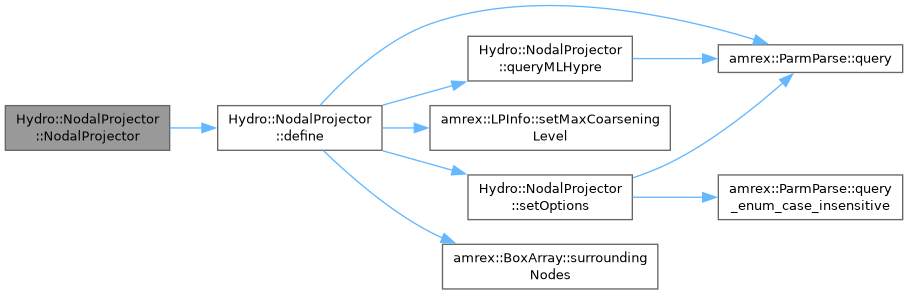 Hydro::NodalProjector
::NodalProjector
Hydro::NodalProjector
::define
Hydro::NodalProjector
::queryMLHypre
amrex::ParmParse::query
amrex::LPInfo::setMaxCoarsening
Level
Hydro::NodalProjector
::setOptions
amrex::ParmParse::query
_enum_case_insensitive
amrex::BoxArray::surrounding
Nodes